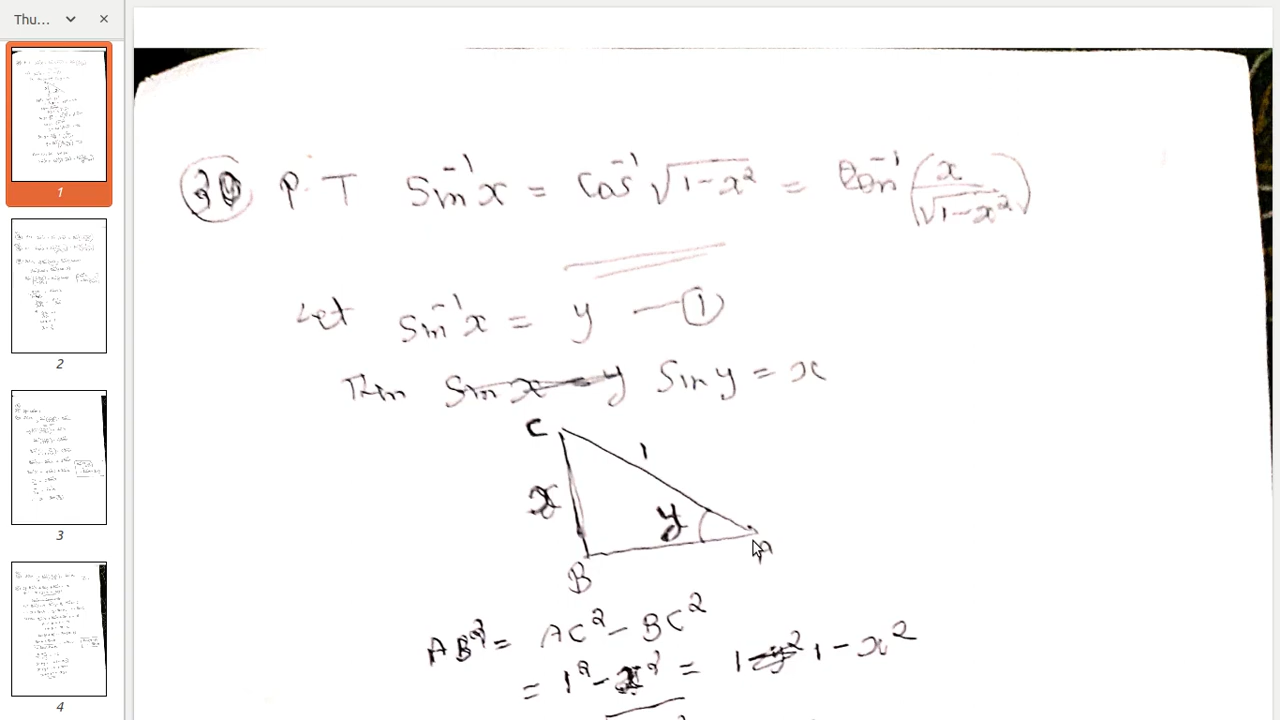 Thu...
1
2
3
4
30 P.T Sin⁻¹x = Cos⁻¹√1-x² = tan⁻¹(x/√1-x²)
Let Sin⁻¹x = y — ①
Then Sin y = x
C
1
x
y
B
A
AB² = AC² - BC²
= 1² - x² = 1 - x²